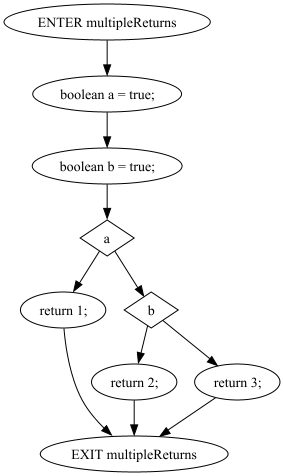 ENTER multipleReturns
boolean a = true;
boolean b = true;
a
return 1;
b
return 2;
return 3;
EXIT multipleReturns